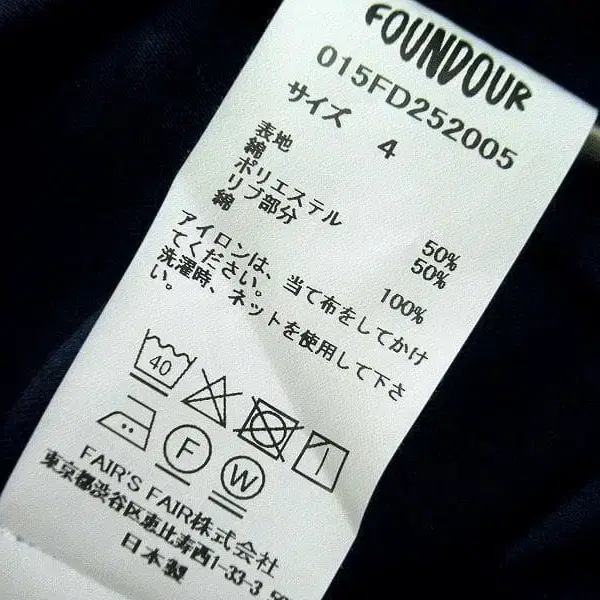 FOUNDOUR
015FD252005
サイズ 4
表地
綿 50%
ポリエステル 50%
リブ部分
綿 100%
アイロンは、当て布をしてかけ
てください。
洗濯時、ネットを使用して下さ
い。
40
F W
FAIR'S FAIR株式会社
東京都渋谷区恵比寿西1-33-3
日本製